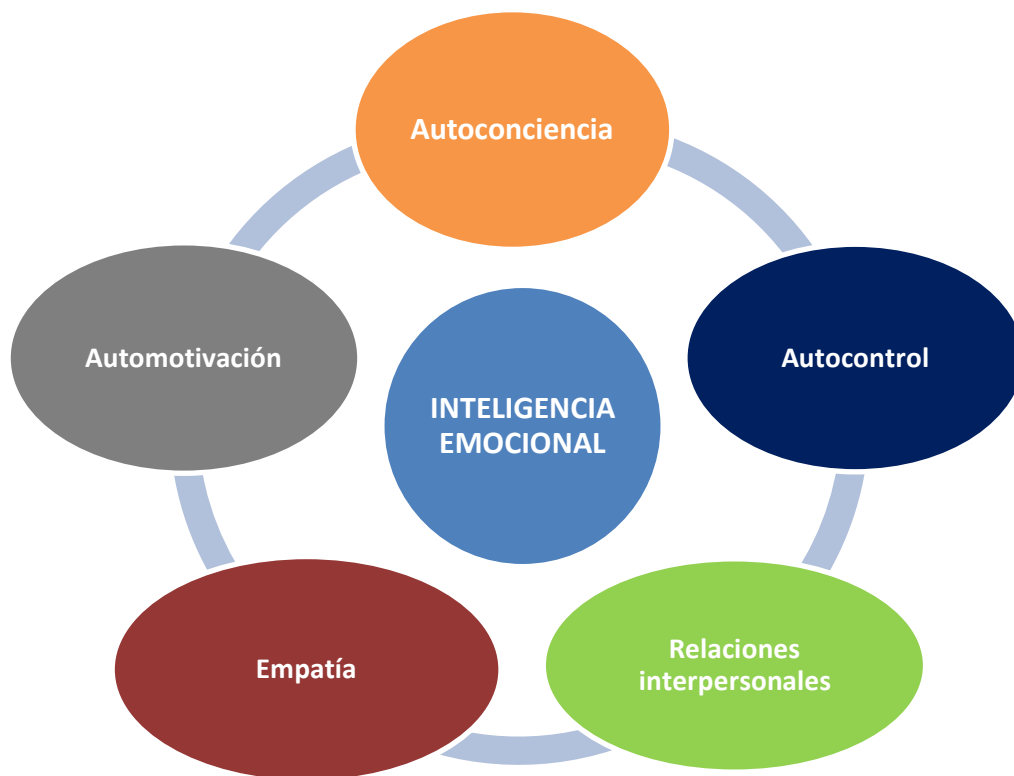 Autoconciencia
Automotivación
Autocontrol
INTELIGENCIA
EMOCIONAL
Empatía
Relaciones
interpersonales